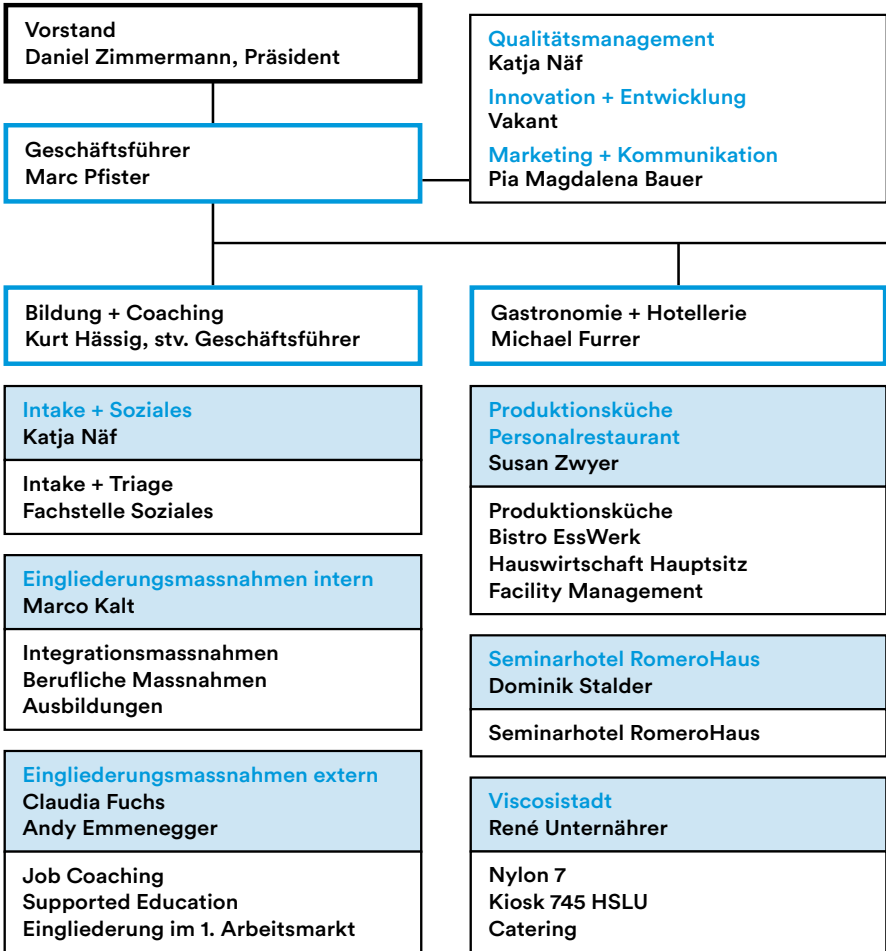 Vorstand
Daniel Zimmermann, Präsident
Geschäftsführer
Marc Pfister
Qualitätsmanagement
Katja Näf
Innovation + Entwicklung
Vakant
Marketing + Kommunikation
Pia Magdalena Bauer
Bildung + Coaching
Kurt Hässig, stv. Geschäftsführer
Intake + Soziales
Katja Näf
Intake + Triage
Fachstelle Soziales
Eingliederungsmassnahmen intern
Marco Kalt
Integrationsmassnahmen
Berufliche Massnahmen
Ausbildungen
Eingliederungsmassnahmen extern
Claudia Fuchs
Andy Emmenegger
Job Coaching
Supported Education
Eingliederung im 1. Arbeitsmarkt
Gastronomie + Hotellerie
Michael Furrer
Produktionsküche
Personalrestaurant
Susan Zwyer
Produktionsküche
Bistro EssWerk
Hauswirtschaft Hauptsitz
Facility Management
Seminarhotel RomeroHaus
Dominik Stalder
Seminarhotel RomeroHaus
Viscosistadt
René Unternährer
Nylon 7
Kiosk 745 HSLU
Catering